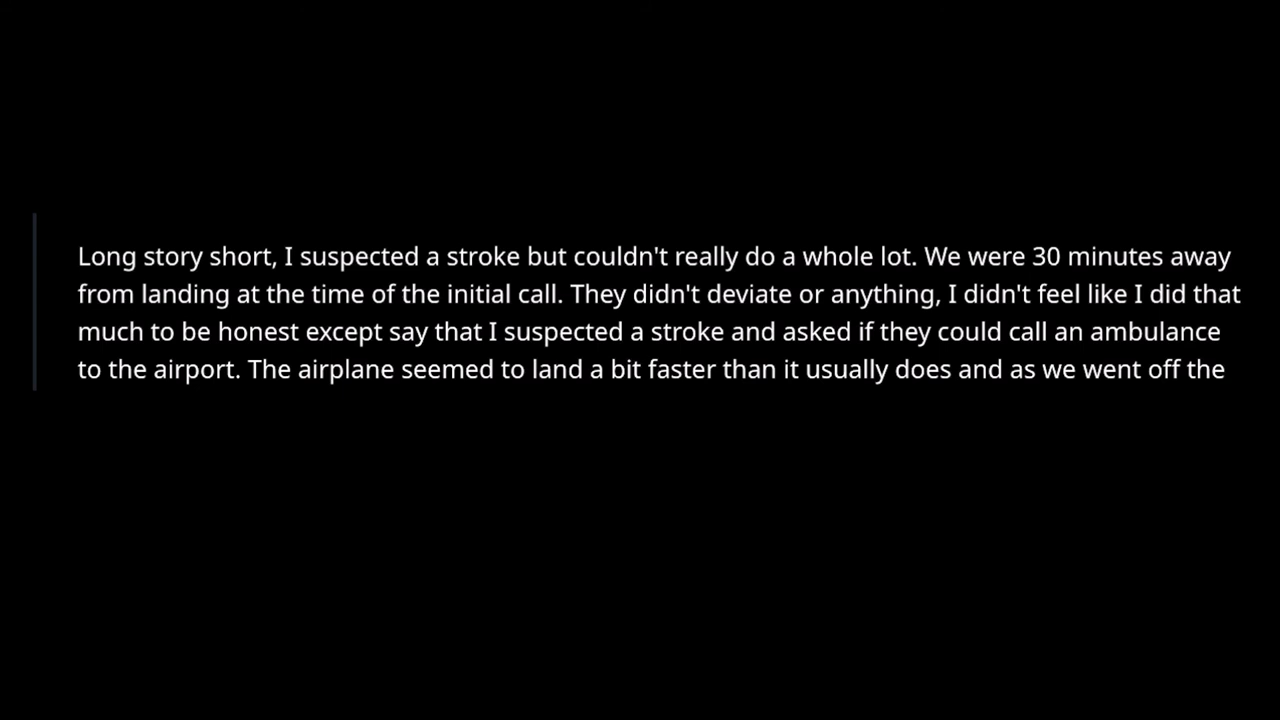 Long story short, I suspected a stroke but couldn't really do a whole lot. We were 30 minutes away
from landing at the time of the initial call. They didn't deviate or anything, I didn't feel like I did that
much to be honest except say that I suspected a stroke and asked if they could call an ambulance
to the airport. The airplane seemed to land a bit faster than it usually does and as we went off the